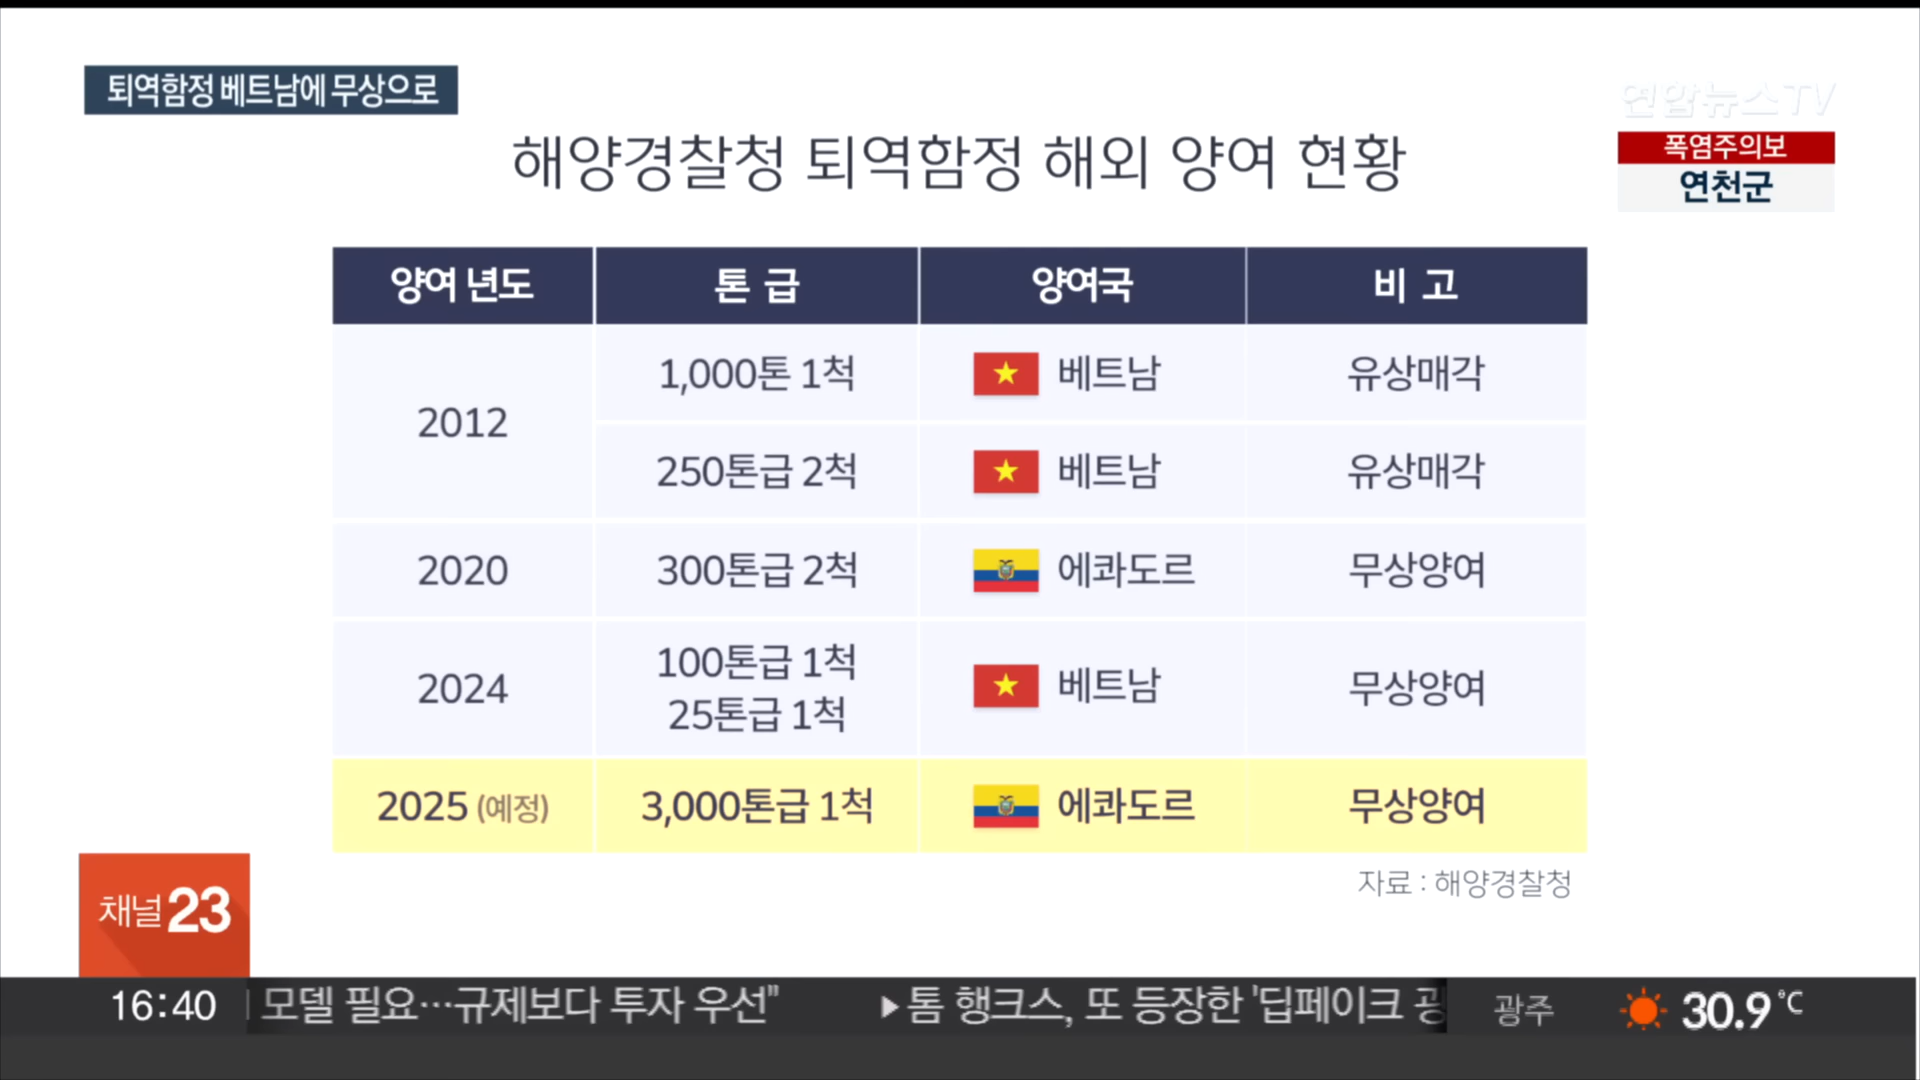 퇴역함정 베트남에 무상으로
연합뉴스TV
폭염주의보
연천군
해양경찰청 퇴역함정 해외 양여 현황
양여 년도 톤 급 양여국 비 고
2012 1,000톤 1척 베트남 유상매각
250톤급 2척 베트남 유상매각
2020 300톤급 2척 에콰도르 무상양여
2024 100톤급 1척 베트남 무상양여
25톤급 1척
2025 (예정) 3,000톤급 1척 에콰도르 무상양여
자료 : 해양경찰청
채널 23
16:40 모델 필요…규제보다 투자 우선” ▶톰 행크스, 또 등장한 '딥페이크 광주 30.9℃